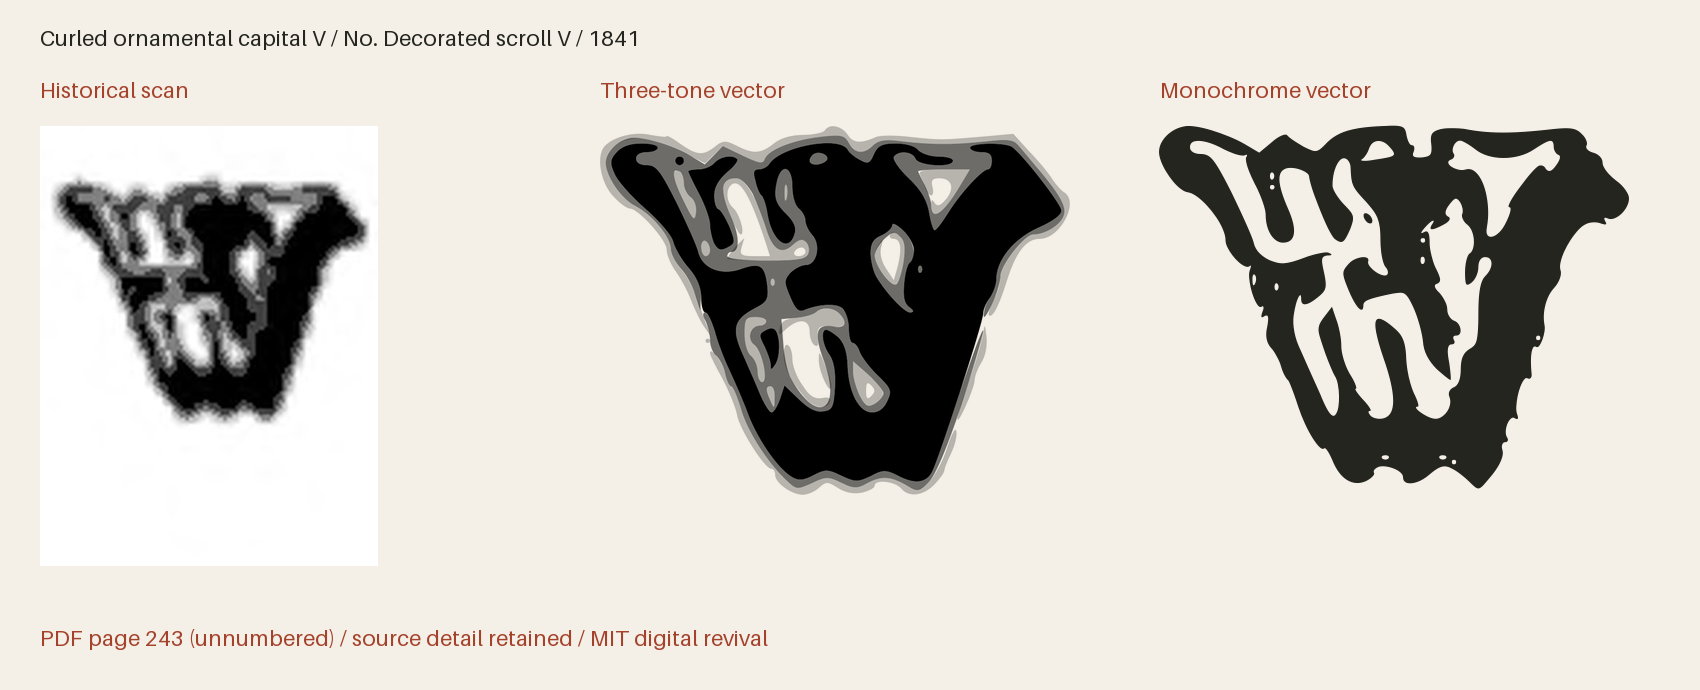 Curled ornamental capital V / No. Decorated scroll V / 1841
Historical scan
Three-tone vector
Monochrome vector
PDF page 243 (unnumbered) / source detail retained / MIT digital revival